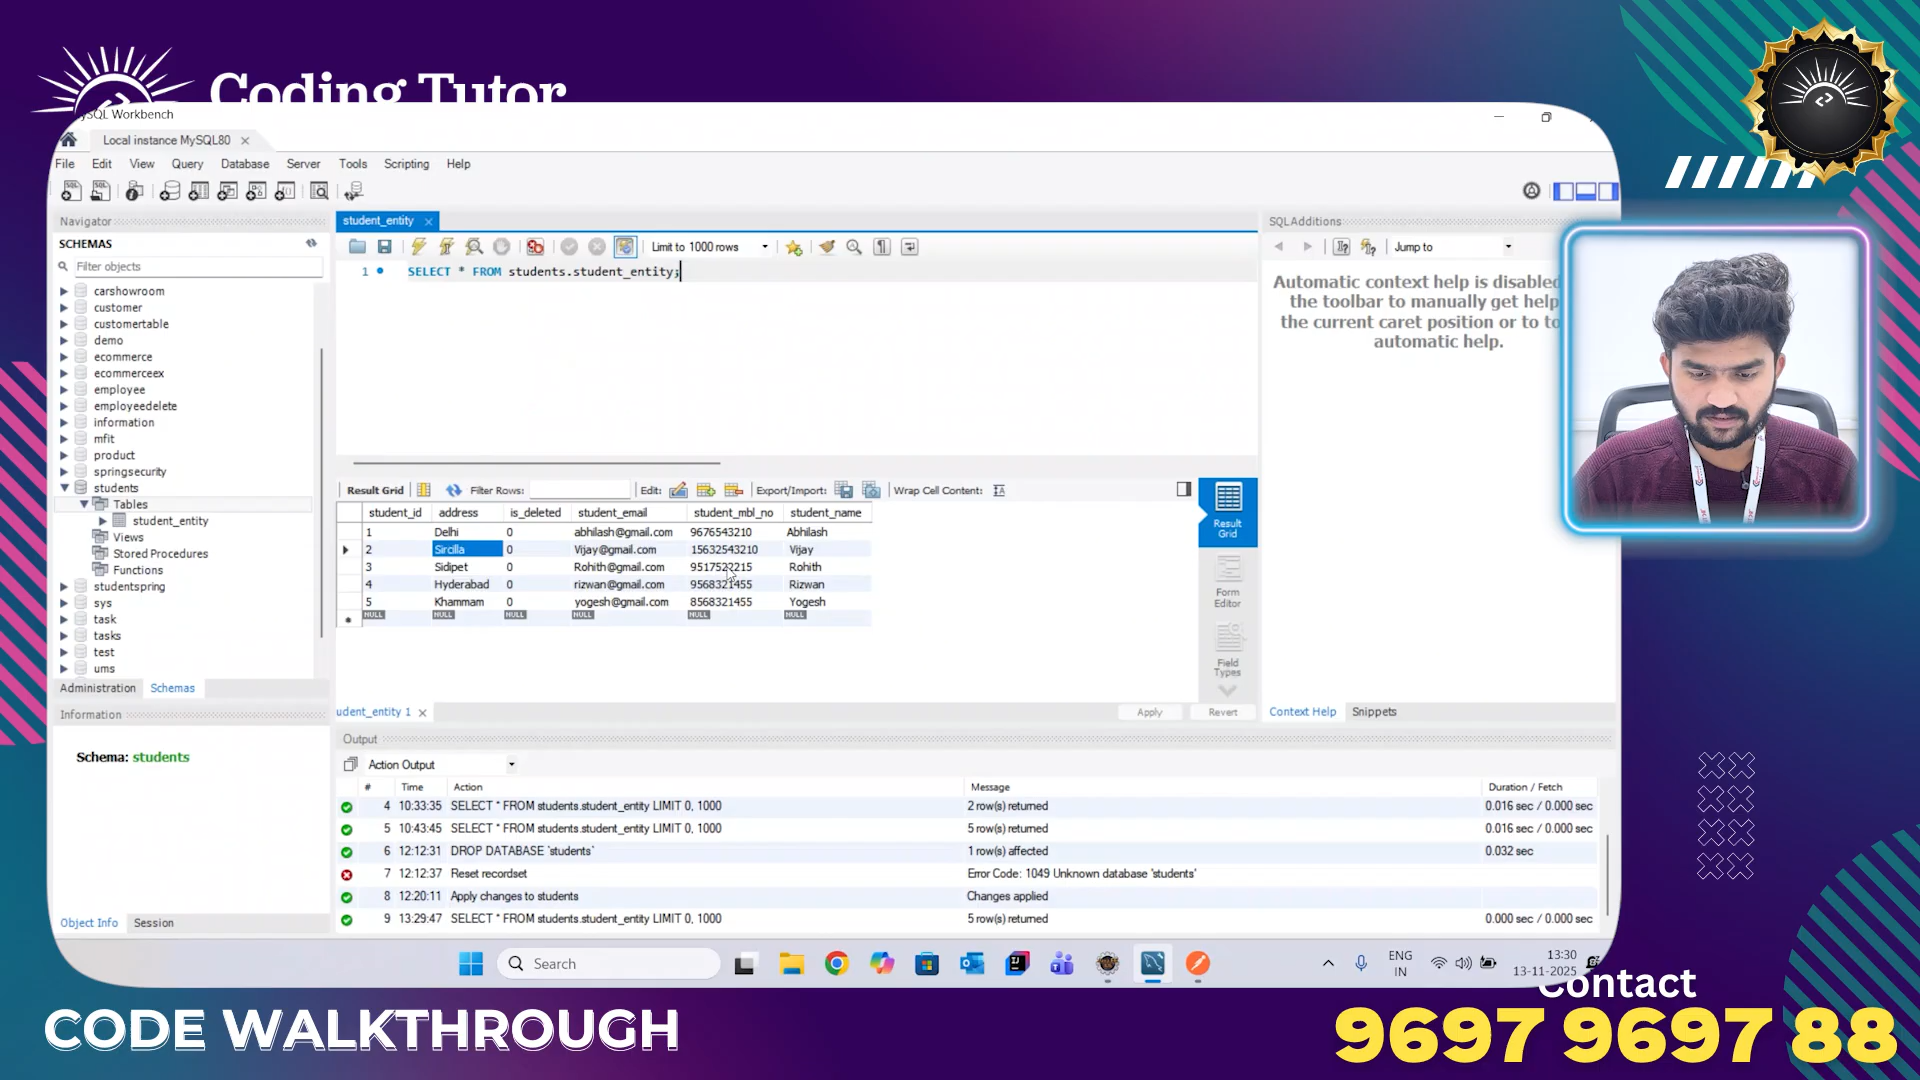 Coding Tutor
SQL Workbench
Local instance MySQL80
File Edit View Query Database Server Tools Scripting Help
Navigator
SCHEMAS
Filter objects
carshowroom
customer
customertable
demo
ecommerce
ecommerceex
employee
employeedelete
information
mfit
product
springsecurity
students
Tables
student_entity
Views
Stored Procedures
Functions
studentspring
sys
task
tasks
test
ums
Administration Schemas
Information
Schema: students
Object Info Session
student_entity
Limit to 1000 rows
1 SELECT * FROM students.student_entity;
Result Grid Filter Rows: Edit: Export/Import: Wrap Cell Content:
student_id address is_deleted student_email student_mbl_no student_name
1 Delhi 0 abhilash@gmail.com 9676543210 Abhilash
2 Sircilla 0 Vijay@gmail.com 15632543210 Vijay
3 Sidipet 0 Rohith@gmail.com 9517532215 Rohith
4 Hyderabad 0 rizwan@gmail.com 9568321455 Rizwan
5 Khammam 0 yogesh@gmail.com 8568321455 Yogesh
NULL NULL NULL NULL NULL NULL
Result Grid
Form Editor
Field Types
udent_entity 1
Apply Revert
SQLAdditions
Jump to
Automatic context help is disabled
the toolbar to manually get help
the current caret position or to to
automatic help.
Context Help Snippets
Output
Action Output
# Time Action Message Duration / Fetch
4 10:33:35 SELECT * FROM students.student_entity LIMIT 0, 1000 2 row(s) returned 0.016 sec / 0.000 sec
5 10:43:45 SELECT * FROM students.student_entity LIMIT 0, 1000 5 row(s) returned 0.016 sec / 0.000 sec
6 12:12:31 DROP DATABASE `students` 1 row(s) affected 0.032 sec
7 12:12:37 Reset recordset Error Code: 1049 Unknown database 'students'
8 12:20:11 Apply changes to students Changes applied
9 13:29:47 SELECT * FROM students.student_entity LIMIT 0, 1000 5 row(s) returned 0.000 sec / 0.000 sec
Search
ENG
IN
13:30
13-11-2025
CODE WALKTHROUGH
Contact
9697 9697 88